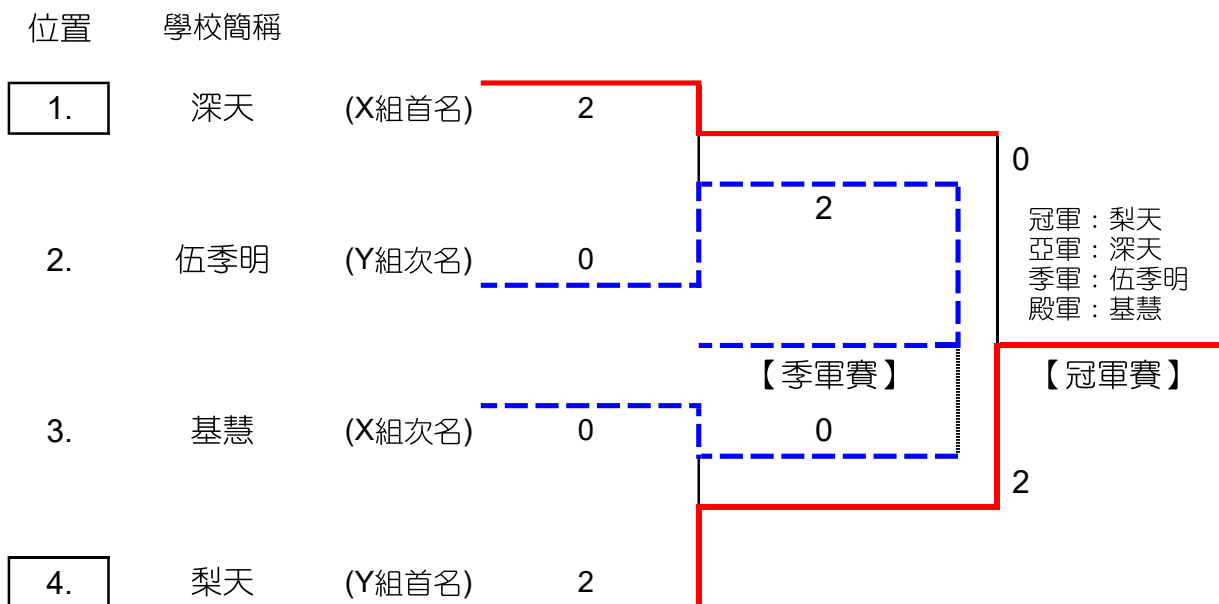 位置 學校簡稱
1. 深天 (X組首名) 2
0
2
冠軍：梨天
亞軍：深天
2. 伍季明 (Y組次名) 0
季軍：伍季明
殿軍：基慧
【季軍賽】 【冠軍賽】
3. 基慧 (X組次名) 0 0
2
4. 梨天 (Y組首名) 2